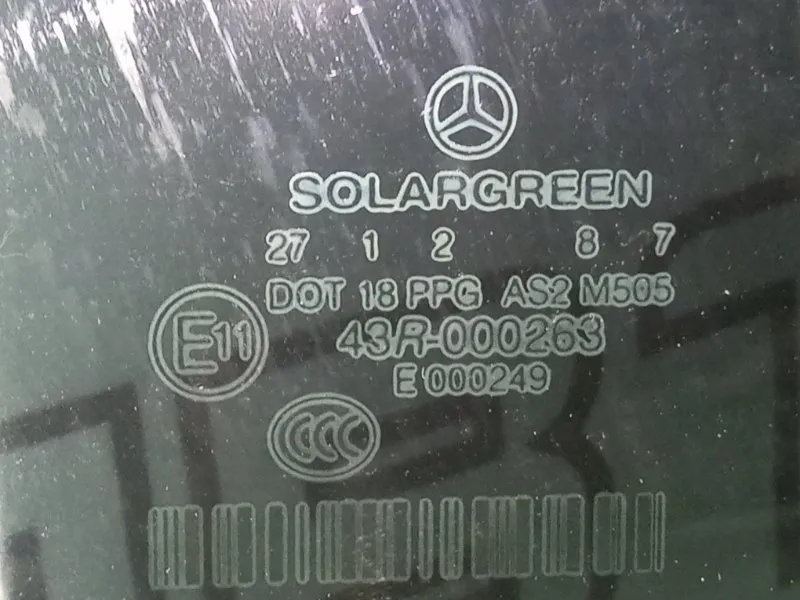 SOLARGREEN
27 1 2 8 7
DOT 18 PPG AS2 M505
E11
43R-000263
E 000249
CCC